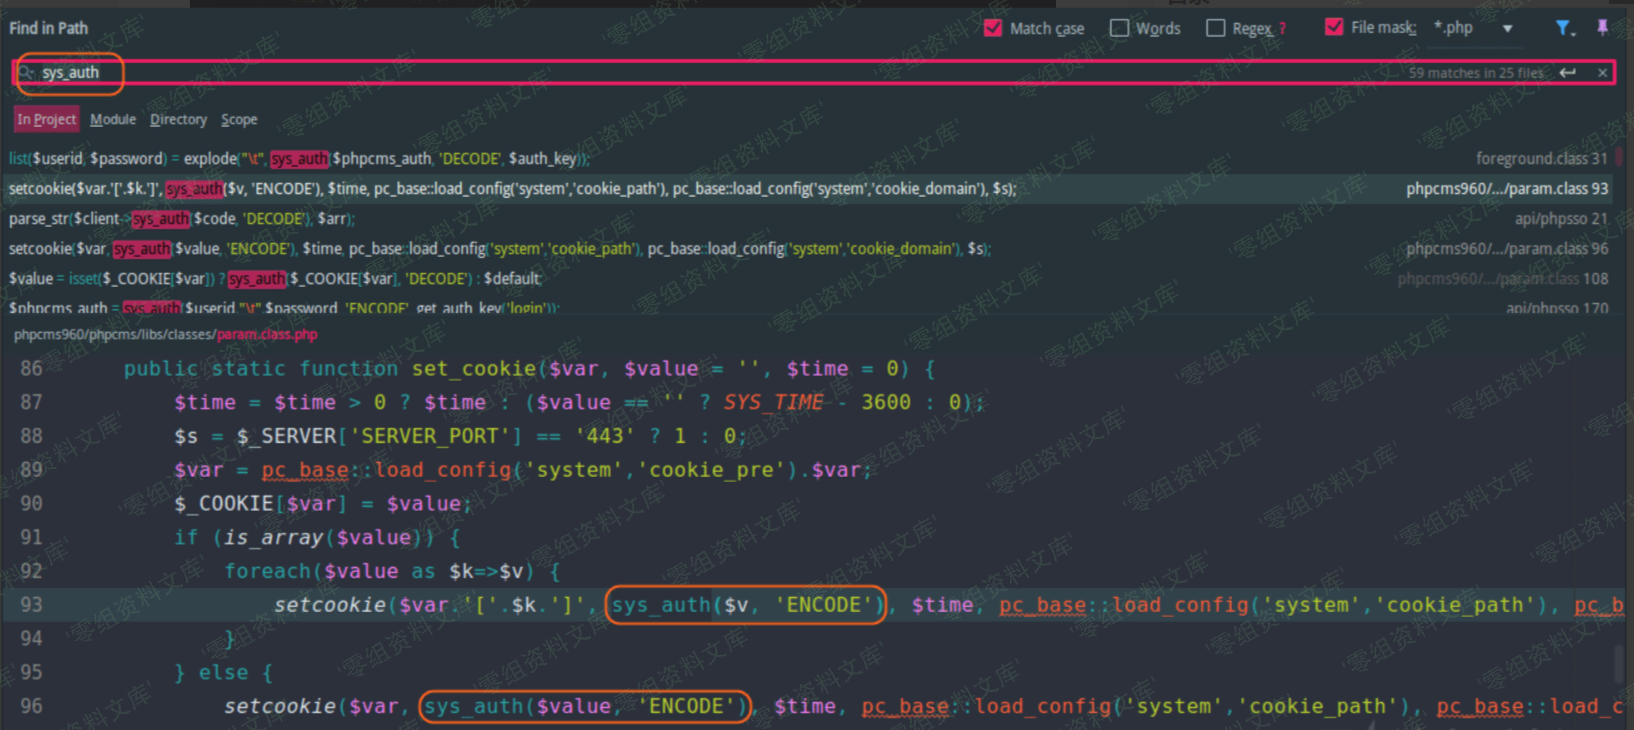 Find in Path
Match case Words Regex ? File mask: *.php
sys_auth 59 matches in 25 files
In Project Module Directory Scope
list($userid, $password) = explode("\t", sys_auth($phpcms_auth, 'DECODE', $auth_key)); foreground.class 31
setcookie($var.'['.$k.']', sys_auth($v, 'ENCODE'), $time, pc_base::load_config('system','cookie_path'), pc_base::load_config('system','cookie_domain'), $s); phpcms960/.../param.class 93
parse_str($client->sys_auth($code, 'DECODE'), $arr); api/phpsso 21
setcookie($var, sys_auth($value, 'ENCODE'), $time, pc_base::load_config('system','cookie_path'), pc_base::load_config('system','cookie_domain'), $s); phpcms960/.../param.class 96
$value = isset($_COOKIE[$var]) ? sys_auth($_COOKIE[$var], 'DECODE') : $default; phpcms960/.../param.class 108
$phpcms_auth = sys_auth($userid."\t".$password, 'ENCODE', get_auth_key('login')); api/phpsso 170
phpcms960/phpcms/libs/classes/param.class.php
86 public static function set_cookie($var, $value = '', $time = 0) {
87 $time = $time > 0 ? $time : ($value == '' ? SYS_TIME - 3600 : 0);
88 $s = $_SERVER['SERVER_PORT'] == '443' ? 1 : 0;
89 $var = pc_base::load_config('system','cookie_pre').$var;
90 $_COOKIE[$var] = $value;
91 if (is_array($value)) {
92 foreach($value as $k=>$v) {
93 setcookie($var.'['.$k.']', sys_auth($v, 'ENCODE'), $time, pc_base::load_config('system','cookie_path'), pc_b
94 }
95 } else {
96 setcookie($var, sys_auth($value, 'ENCODE'), $time, pc_base::load_config('system','cookie_path'), pc_base::load_c
'零组资料文库'